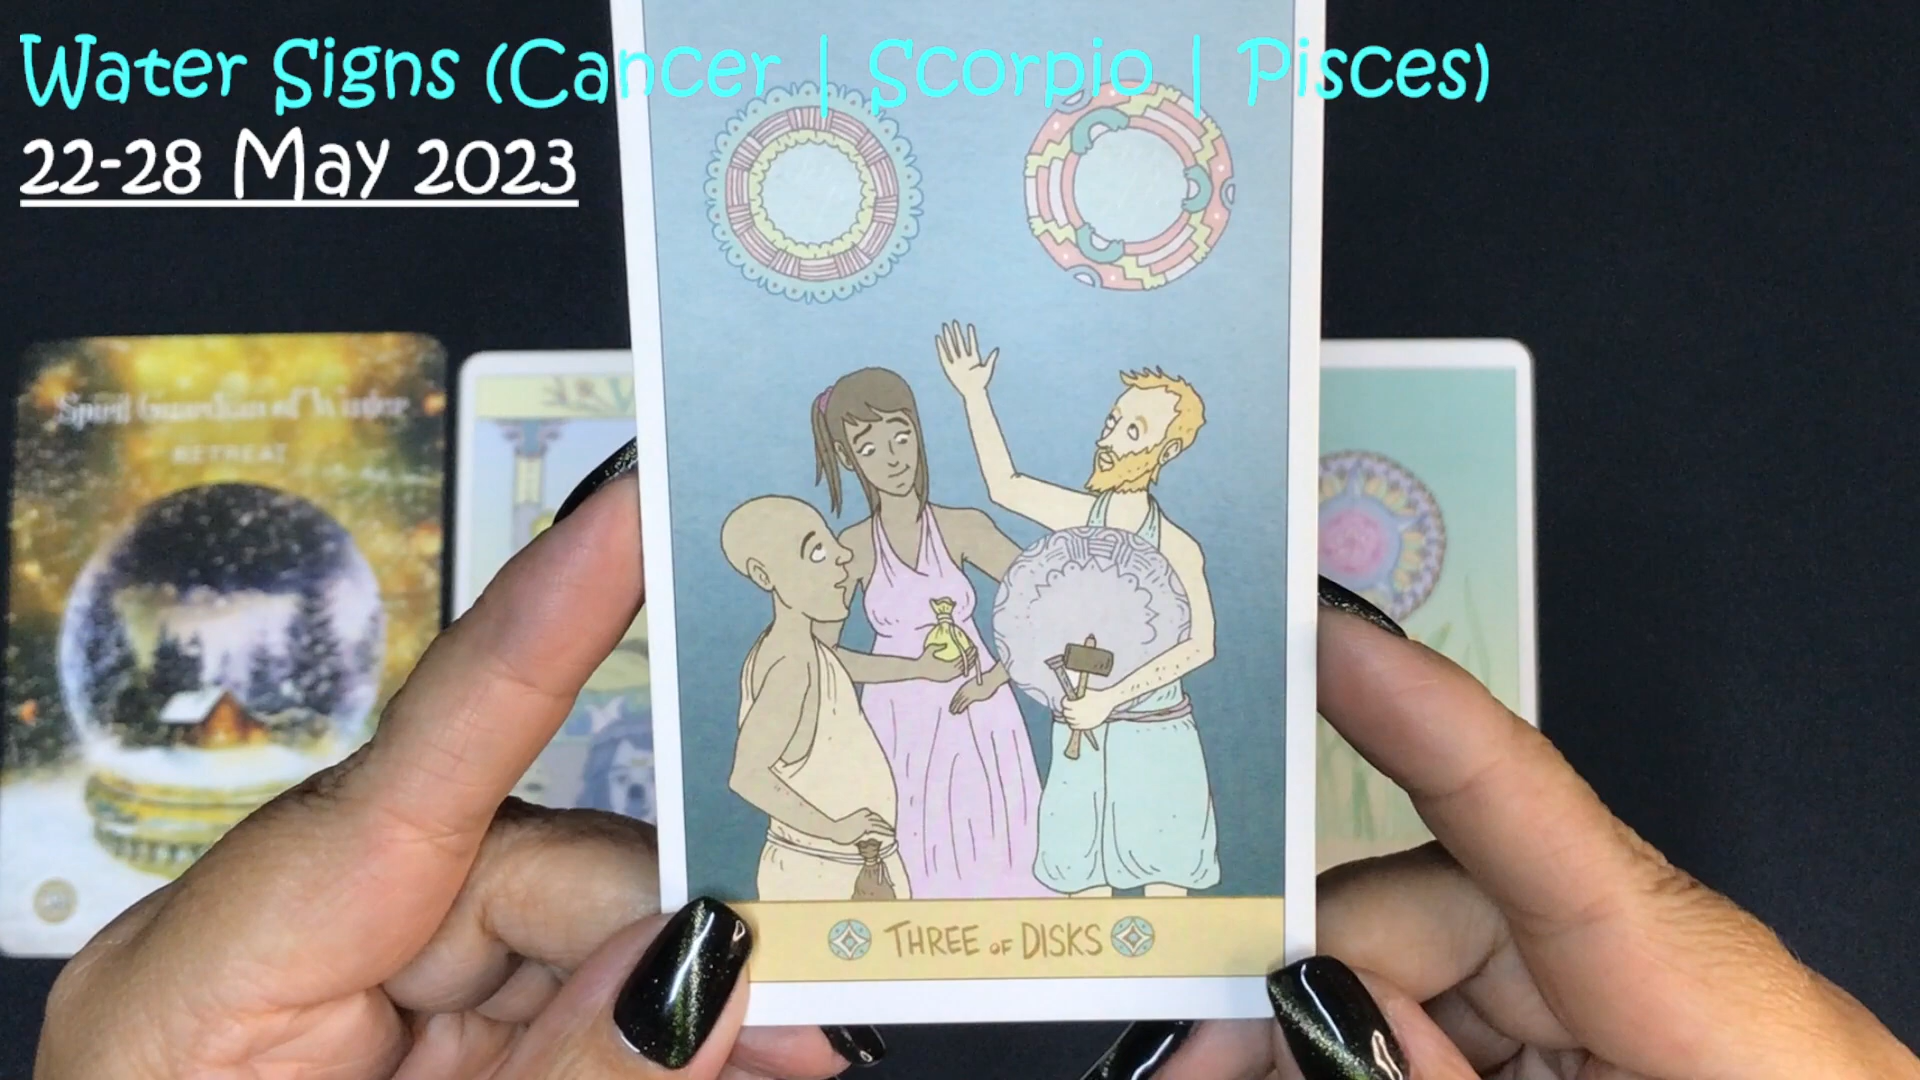 Water Signs (Cancer | Scorpio | Pisces)
22-28 May 2023
Spirit Guardian of Winter
RETREAT
THREE OF DISKS